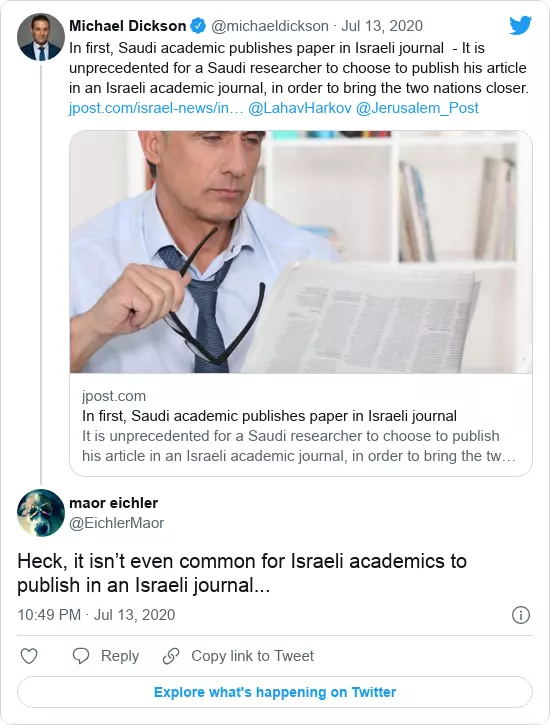 Michael Dickson @michaeldickson · Jul 13, 2020
In first, Saudi academic publishes paper in Israeli journal - It is
unprecedented for a Saudi researcher to choose to publish his article
in an Israeli academic journal, in order to bring the two nations closer.
jpost.com/israel-news/in… @LahavHarkov @Jerusalem_Post
jpost.com
In first, Saudi academic publishes paper in Israeli journal
It is unprecedented for a Saudi researcher to choose to publish
his article in an Israeli academic journal, in order to bring the tw…
maor eichler
@EichlerMaor
Heck, it isn’t even common for Israeli academics to
publish in an Israeli journal...
10:49 PM · Jul 13, 2020
Reply Copy link to Tweet
Explore what's happening on Twitter